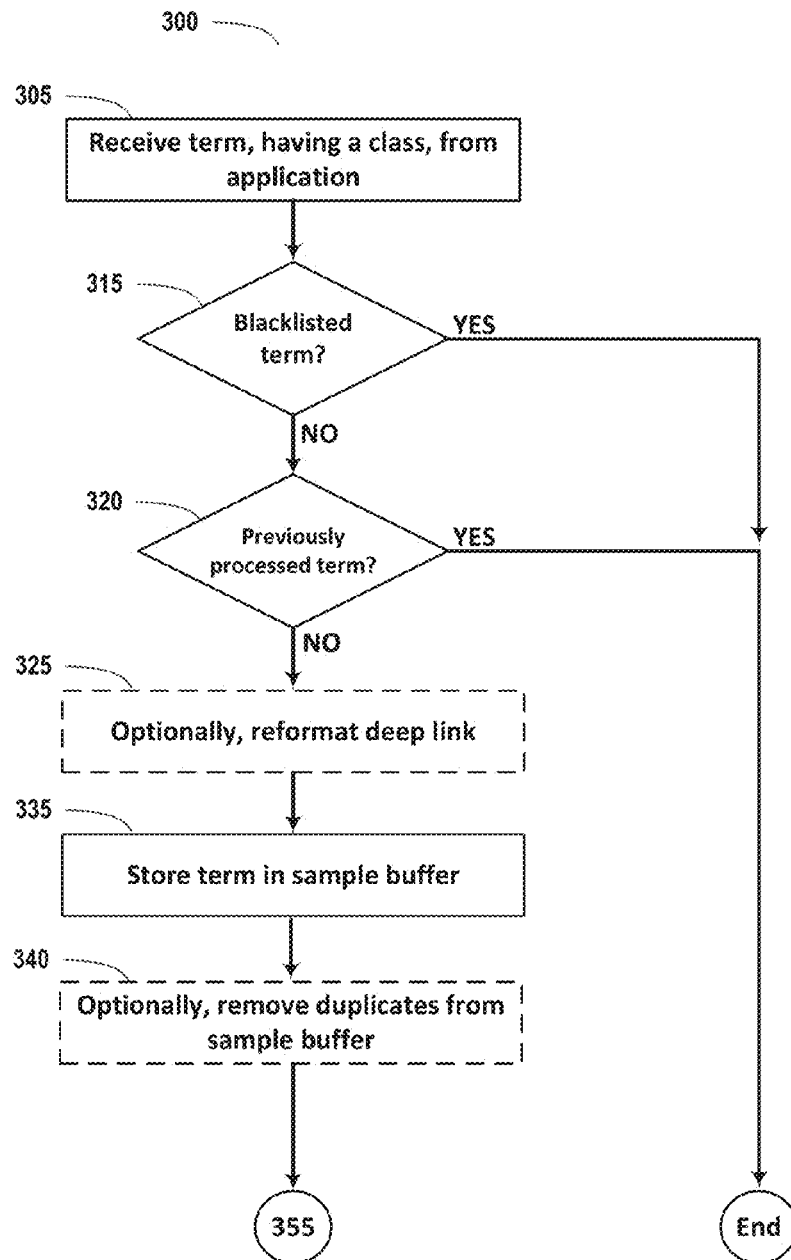 300
305
Receive term, having a class, from
application
315
Blacklisted
term?
YES
NO
320
Previously
processed term?
YES
NO
325
Optionally, reformat deep link
335
Store term in sample buffer
340
Optionally, remove duplicates from
sample buffer
355
End